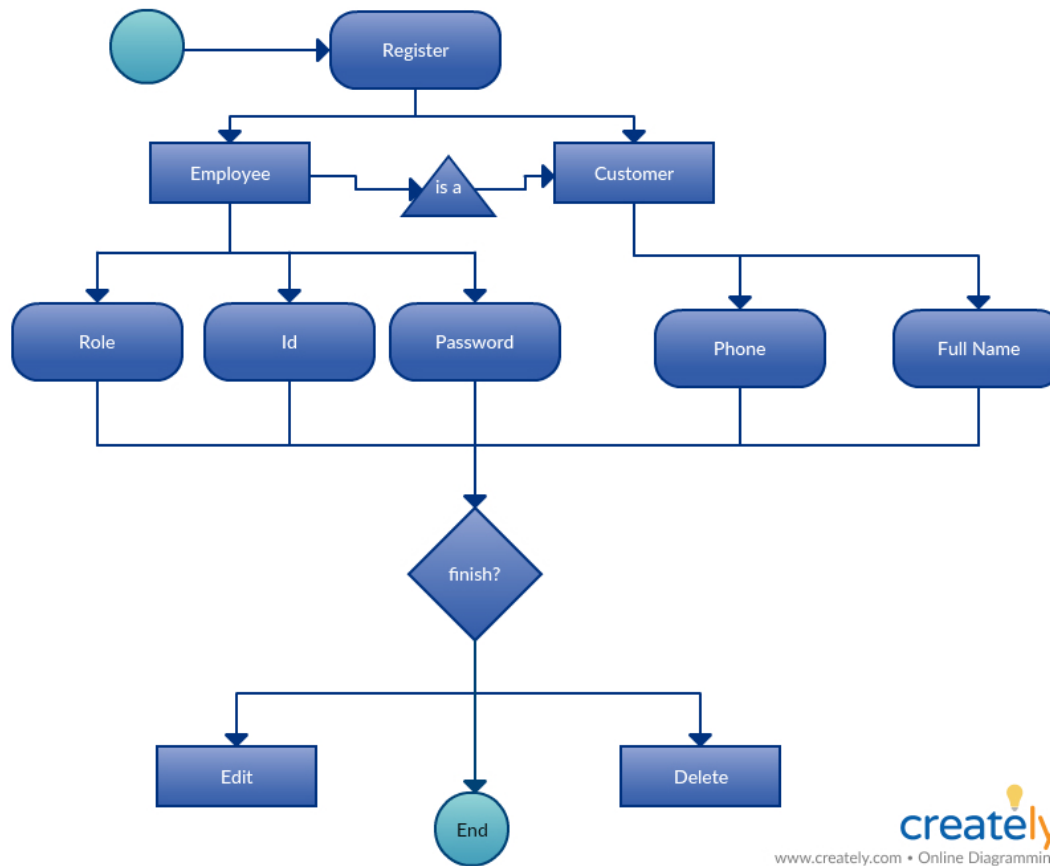 Register
Employee
is a
Customer
Role
Id
Password
Phone
Full Name
finish?
Edit
Delete
End
creately
www.creately.com • Online Diagramming